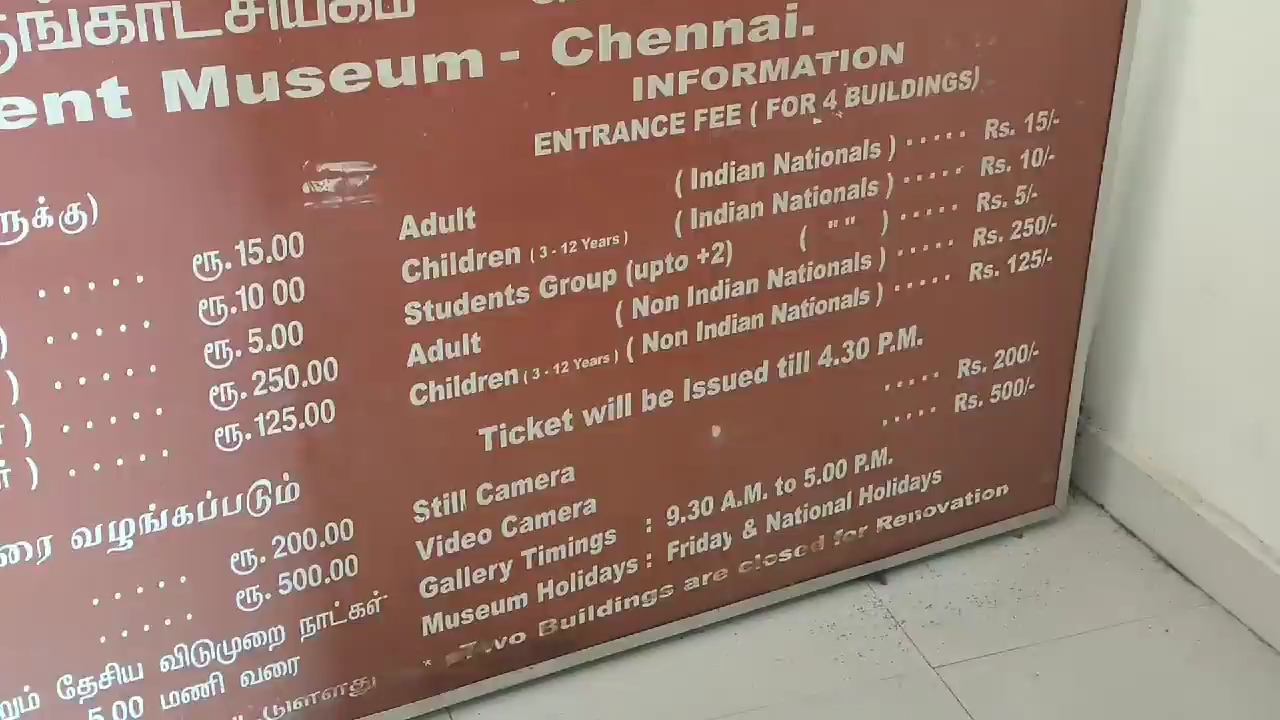 Museum - Chennai.
INFORMATION
ENTRANCE FEE ( FOR 4 BUILDINGS)
Adult ( Indian Nationals ) ..... Rs. 15/-
Children ( 3 - 12 Years ) ( Indian Nationals ) ..... Rs. 10/-
Students Group (upto +2) ( " " ) ..... Rs. 5/-
Adult ( Non Indian Nationals ) ..... Rs. 250/-
Children ( 3 - 12 Years ) ( Non Indian Nationals ) ..... Rs. 125/-
Ticket will be Issued till 4.30 P.M.
Still Camera ..... Rs. 200/-
Video Camera ..... Rs. 500/-
Gallery Timings : 9.30 A.M. to 5.00 P.M.
Museum Holidays : Friday & National Holidays
* Two Buildings are closed for Renovation
..... ரூ. 15.00
..... ரூ. 10 00
) ..... ரூ. 5.00
) ..... ரூ. 250.00
) ..... ரூ. 125.00
வழங்கப்படும்
..... ரூ. 200.00
..... ரூ. 500.00
தேசிய விடுமுறை நாட்கள்
5.00 மணி வரை